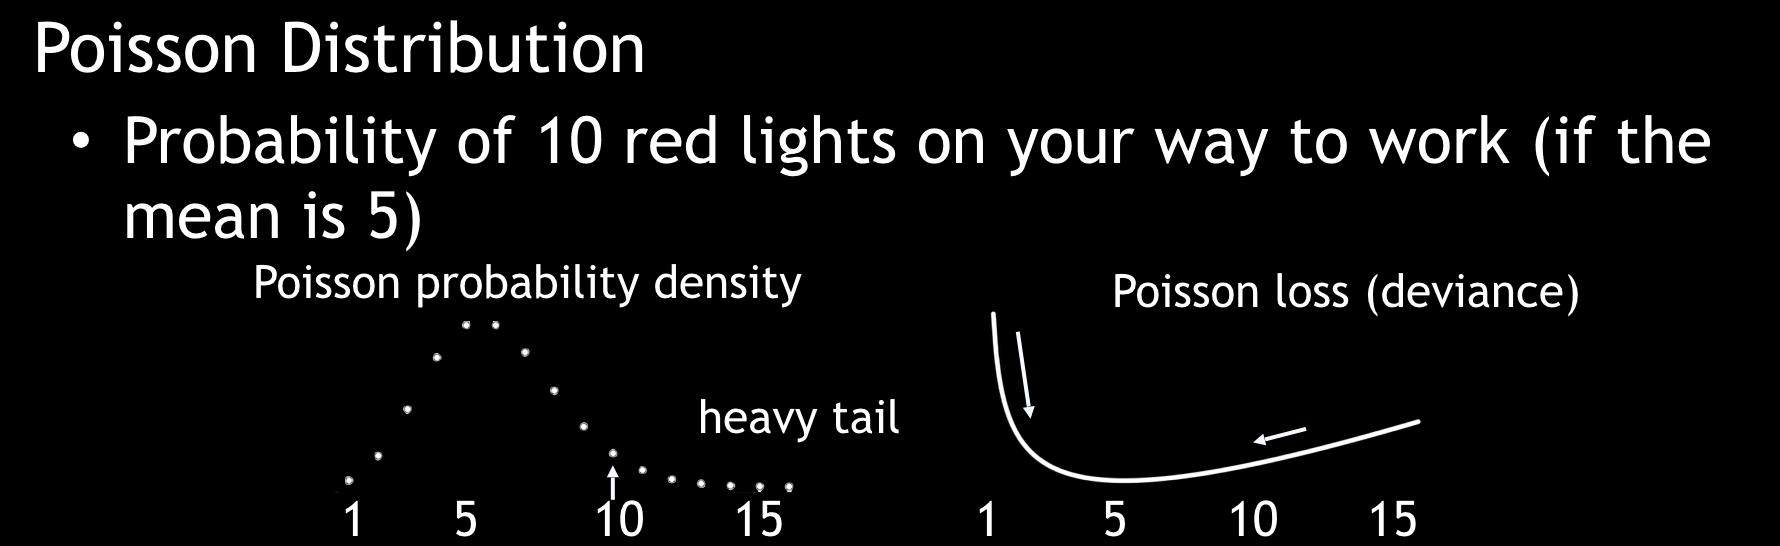 Poisson Distribution
• Probability of 10 red lights on your way to work (if the
mean is 5)
Poisson probability density
Poisson loss (deviance)
heavy tail
1 5 10 15
1 5 10 15